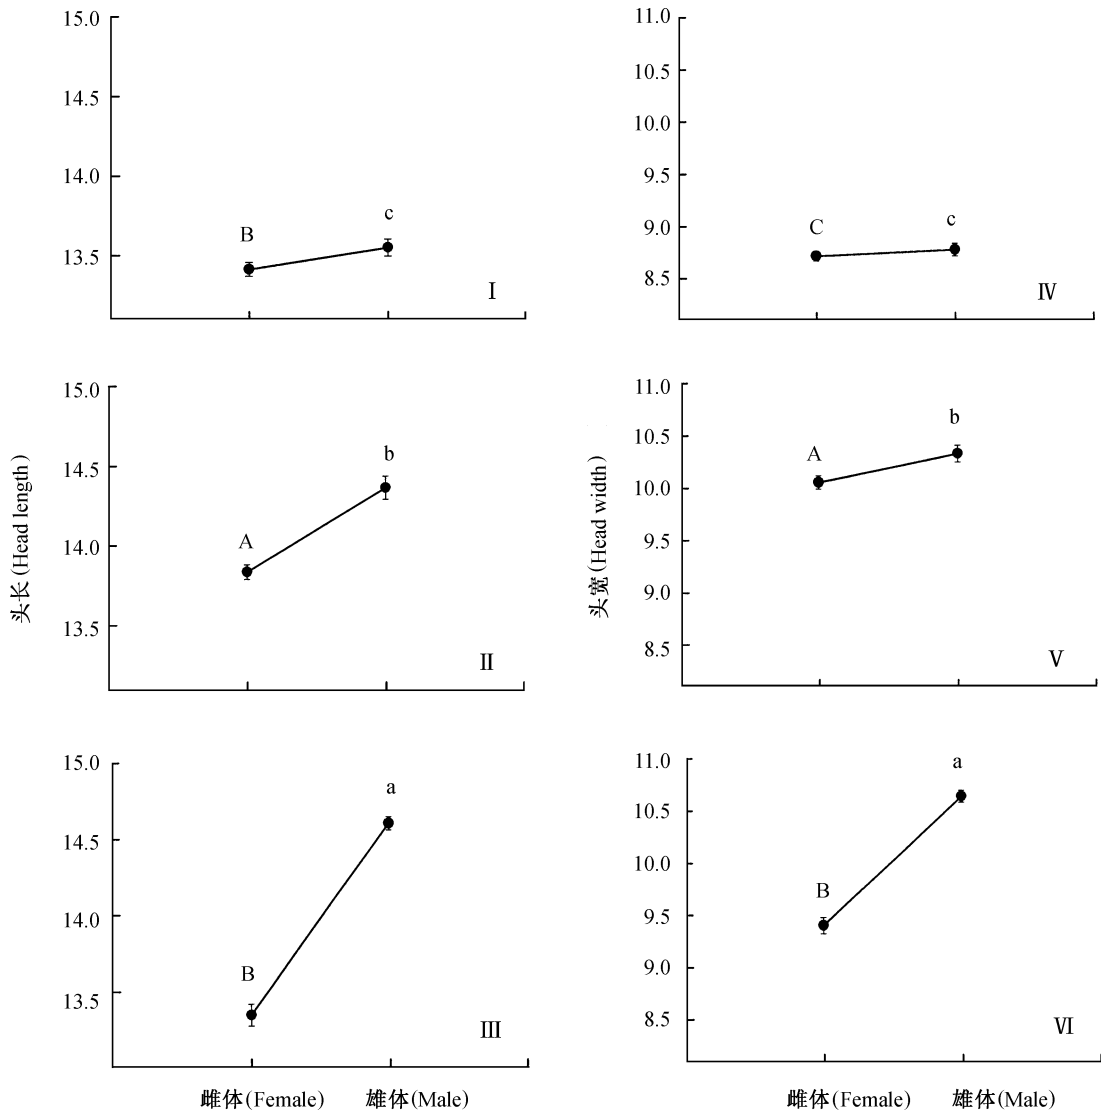 15.0
14.5
14.0
13.5
B
c
I
11.0
10.5
10.0
9.5
9.0
8.5
C
c
IV
15.0
14.5
14.0
13.5
A
b
II
11.0
10.5
10.0
9.5
9.0
8.5
A
b
V
15.0
14.5
14.0
13.5
B
a
III
11.0
10.5
10.0
9.5
9.0
8.5
B
a
VI
头长(Head length)
头宽(Head width)
雌体(Female) 雄体(Male)
雌体(Female) 雄体(Male)